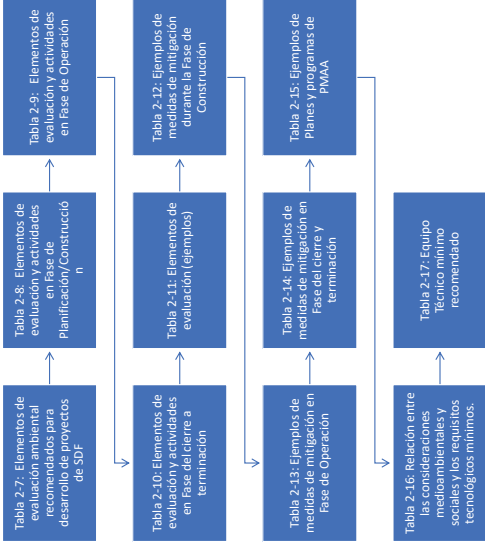 Tabla 2-7: Elementos de
evaluación ambiental
recomendados para
desarrollo de proyectos
de SDF
Tabla 2-8: Elementos de
evaluación y actividades
en Fase de
Planificación/Construcció
n
Tabla 2-9: Elementos de
evaluación y actividades
en Fase de Operación
Tabla 2-10: Elementos de
evaluación y actividades
en Fase del cierre a
terminación
Tabla 2-11: Elementos de
evaluación (ejemplos)
Tabla 2-12: Ejemplos de
medidas de mitigación
durante la Fase de
Construcción
Tabla 2-13: Ejemplos de
medidas de mitigación en
Fase de Operación
Tabla 2-14: Ejemplos de
medidas de mitigación en
Fase del cierre y
terminación
Tabla 2-15: Ejemplos de
Planes y programas de
PMAA
Tabla 2-16: Relación entre
las consideraciones
medioambientales y
sociales y los requisitos
tecnológicos mínimos.
Tabla 2-17: Equipo
Técnico mínimo
recomendado